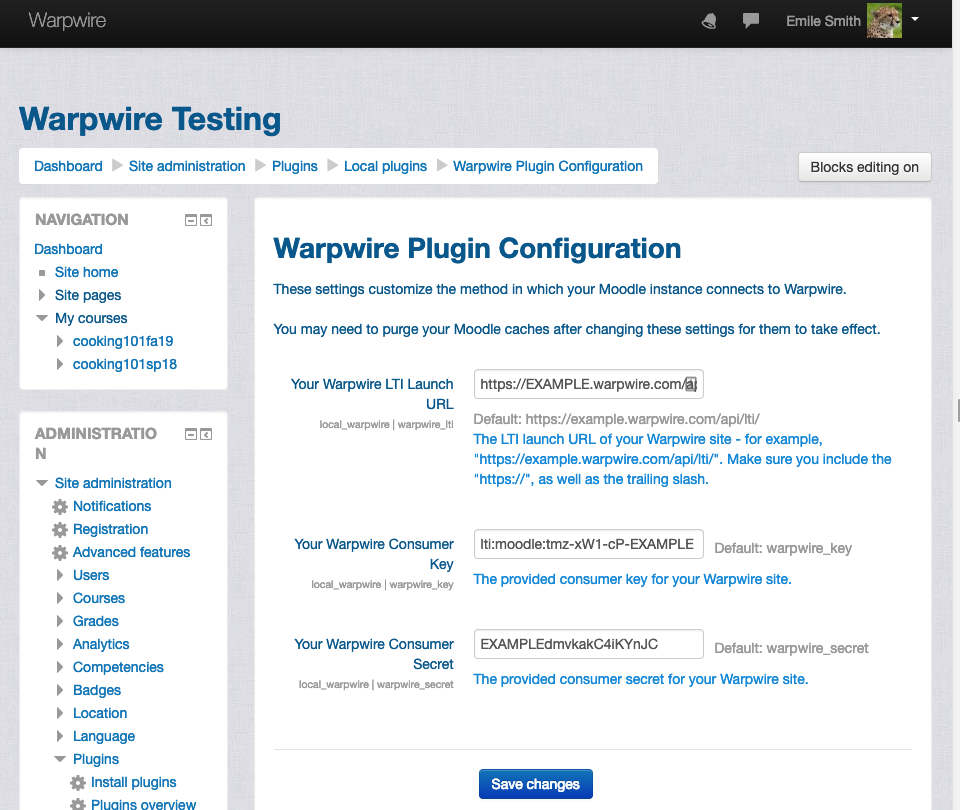 Warpwire
Emile Smith
Warpwire Testing
Dashboard Site administration Plugins Local plugins Warpwire Plugin Configuration
Blocks editing on
NAVIGATION
Dashboard
Site home
Site pages
My courses
cooking101fa19
cooking101sp18
ADMINISTRATIO
N
Site administration
Notifications
Registration
Advanced features
Users
Courses
Grades
Analytics
Competencies
Badges
Location
Language
Plugins
Install plugins
Plugins overview
Warpwire Plugin Configuration
These settings customize the method in which your Moodle instance connects to Warpwire.
You may need to purge your Moodle caches after changing these settings for them to take effect.
Your Warpwire LTI Launch
URL
local_warpwire | warpwire_lti
https://EXAMPLE.warpwire.com/ap
Default: https://example.warpwire.com/api/lti/
The LTI launch URL of your Warpwire site - for example,
"https://example.warpwire.com/api/lti/". Make sure you include the
"https://", as well as the trailing slash.
Your Warpwire Consumer
Key
local_warpwire | warpwire_key
lti:moodle:tmz-xW1-cP-EXAMPLE
Default: warpwire_key
The provided consumer key for your Warpwire site.
Your Warpwire Consumer
Secret
local_warpwire | warpwire_secret
EXAMPLEdmvkakC4iKYnJC
Default: warpwire_secret
The provided consumer secret for your Warpwire site.
Save changes